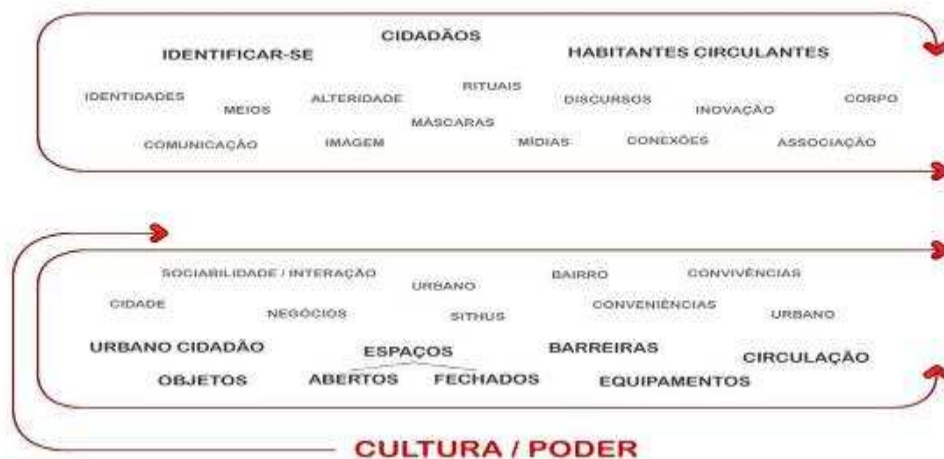 CIDADÃOS
IDENTIFICAR-SE HABITANTES CIRCULANTES
RITUAIS
IDENTIDADES MEIOS ALTERIDADE DISCURSOS INOVAÇÃO CORPO
MÁSCARAS
COMUNICAÇÃO IMAGEM MÍDIAS CONEXÕES ASSOCIAÇÃO
SOCIABILIDADE / INTERAÇÃO URBANO BAIRRO CONVIVÊNCIAS
CIDADE NEGÓCIOS SITHUS CONVENIÊNCIAS URBANO
URBANO CIDADÃO ESPAÇOS BARREIRAS CIRCULAÇÃO
OBJETOS ABERTOS FECHADOS EQUIPAMENTOS
CULTURA / PODER